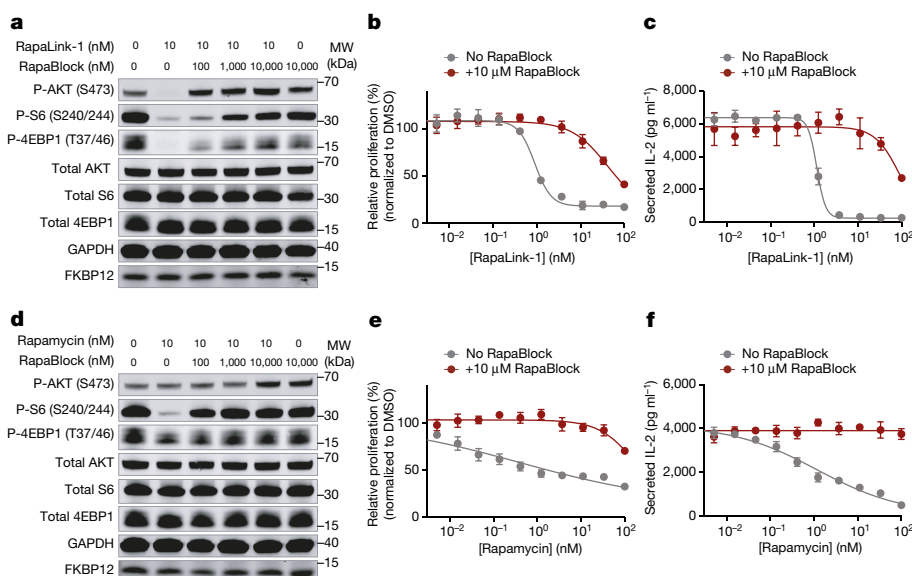 a
RapaLink-1 (nM) 0 10 10 10 10 0 MW
RapaBlock (nM) 0 0 100 1,000 10,000 10,000 (kDa)
P-AKT (S473) 70
P-S6 (S240/244) 30
P-4EBP1 (T37/46) 15
Total AKT 70
Total S6 30
Total 4EBP1 15
GAPDH 40
FKBP12 15
b
No RapaBlock
+10 μM RapaBlock
Relative proliferation (%)
(normalized to DMSO)
100
50
0
10⁻² 10⁻¹ 10⁰ 10¹ 10²
[RapaLink-1] (nM)
c
No RapaBlock
+10 μM RapaBlock
Secreted IL-2 (pg ml⁻¹)
8,000
6,000
4,000
2,000
0
10⁻² 10⁻¹ 10⁰ 10¹ 10²
[RapaLink-1] (nM)
d
Rapamycin (nM) 0 10 10 10 10 0 MW
RapaBlock (nM) 0 0 100 1,000 10,000 10,000 (kDa)
P-AKT (S473) 70
P-S6 (S240/244) 30
P-4EBP1 (T37/46) 15
Total AKT 70
Total S6 30
Total 4EBP1 15
GAPDH 40
FKBP12 15
e
No RapaBlock
+10 μM RapaBlock
Relative proliferation (%)
(normalized to DMSO)
100
50
0
10⁻² 10⁻¹ 10⁰ 10¹ 10²
[Rapamycin] (nM)
f
No RapaBlock
+10 μM RapaBlock
Secreted IL-2 (pg ml⁻¹)
6,000
4,000
2,000
0
10⁻² 10⁻¹ 10⁰ 10¹ 10²
[Rapamycin] (nM)